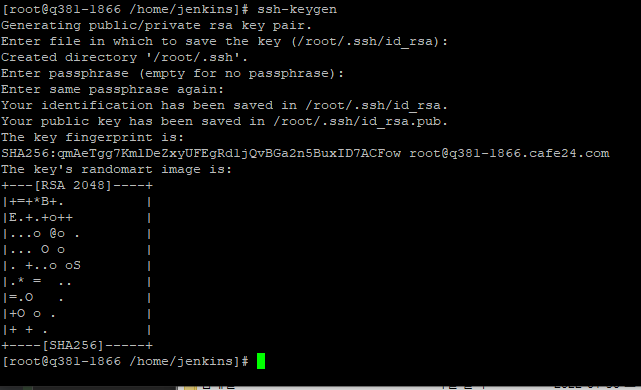 [root@q381-1866 /home/jenkins]# ssh-keygen
Generating public/private rsa key pair.
Enter file in which to save the key (/root/.ssh/id_rsa):
Created directory '/root/.ssh'.
Enter passphrase (empty for no passphrase):
Enter same passphrase again:
Your identification has been saved in /root/.ssh/id_rsa.
Your public key has been saved in /root/.ssh/id_rsa.pub.
The key fingerprint is:
SHA256:qmAeTgg7KmlDeZxyUFEgRdljQvBGa2n5BuxID7ACFow root@q381-1866.cafe24.com
The key's randomart image is:
+---[RSA 2048]----+
|+=+*B+.          |
|E.+.+o++         |
|...o @o .        |
|... O o          |
|. +..o oS        |
|.* =  ..         |
|=.O   .          |
|+O o .           |
|+ + .            |
+----[SHA256]-----+
[root@q381-1866 /home/jenkins]#